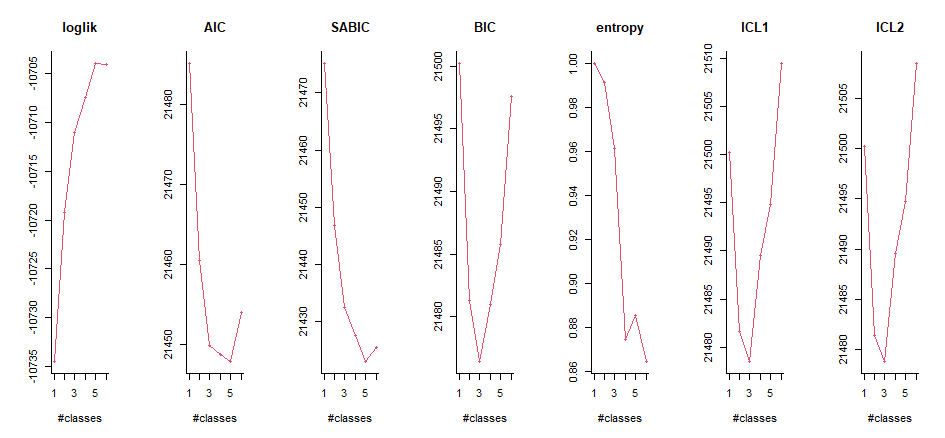 loglik
-10705
-10710
-10715
-10720
-10725
-10730
-10735
1 3 5
#classes
AIC
21480
21470
21460
21450
1 3 5
#classes
SABIC
21470
21460
21450
21440
21430
1 3 5
#classes
BIC
21500
21495
21490
21485
21480
1 3 5
#classes
entropy
1.00
0.98
0.96
0.94
0.92
0.90
0.88
0.86
1 3 5
#classes
ICL1
21510
21505
21500
21495
21490
21485
21480
1 3 5
#classes
ICL2
21505
21500
21495
21490
21485
21480
1 3 5
#classes